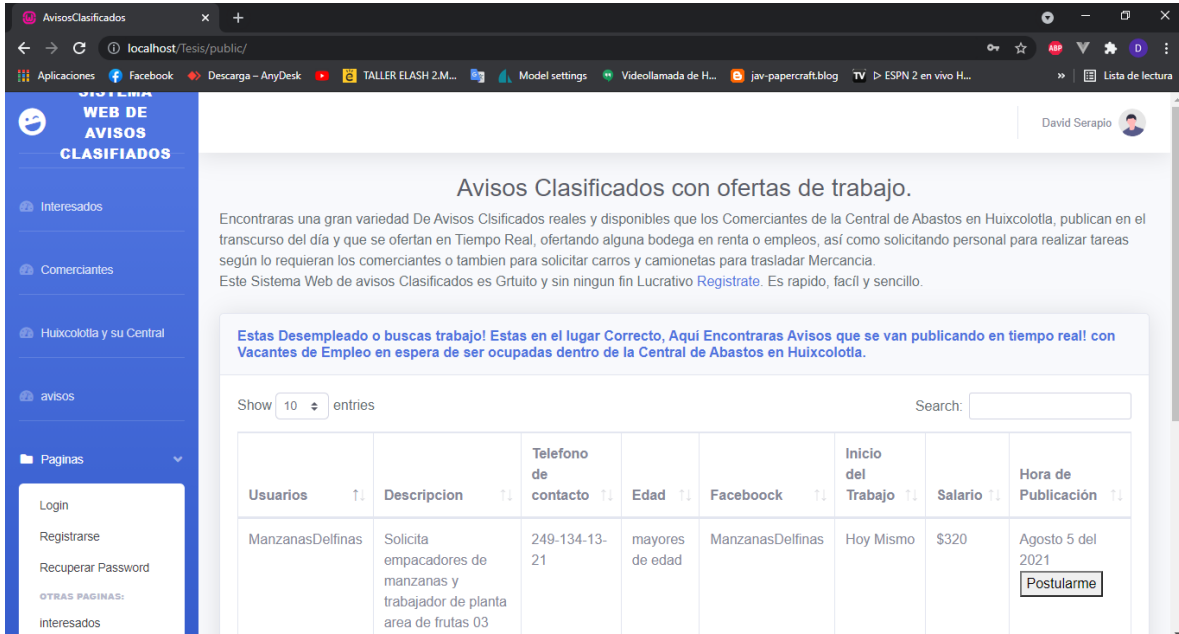 AvisosClasificados
localhost/Tesis/public/
ABP
D
Aplicaciones
Facebook
Descarga – AnyDesk
TALLER ELASH 2.M...
Model settings
Videollamada de H...
jav-papercraft.blog
TV
ESPN 2 en vivo H...
»
Lista de lectura
SISTEMA
WEB DE
AVISOS
CLASIFIADOS
Interesados
Comerciantes
Huixcolotla y su Central
avisos
Paginas
Login
Registrarse
Recuperar Password
OTRAS PAGINAS:
interesados
David Serapio
Avisos Clasificados con ofertas de trabajo.
Encontraras una gran variedad De Avisos Clsificados reales y disponibles que los Comerciantes de la Central de Abastos en Huixcolotla, publican en el
transcurso del día y que se ofertan en Tiempo Real, ofertando alguna bodega en renta o empleos, así como solicitando personal para realizar tareas
según lo requieran los comerciantes o tambien para solicitar carros y camionetas para trasladar Mercancia.
Este Sistema Web de avisos Clasificados es Grtuito y sin ningun fin Lucrativo Registrate. Es rapido, facíl y sencillo.
Estas Desempleado o buscas trabajo! Estas en el lugar Correcto, Aquí Encontraras Avisos que se van publicando en tiempo real! con
Vacantes de Empleo en espera de ser ocupadas dentro de la Central de Abastos en Huixcolotla.
Show 10 entries
Search:
Usuarios
Descripcion
Telefono
de
contacto
Edad
Faceboock
Inicio
del
Trabajo
Salario
Hora de
Publicación
ManzanasDelfinas
Solicita
empacadores de
manzanas y
trabajador de planta
area de frutas 03
249-134-13-
21
mayores
de edad
ManzanasDelfinas
Hoy Mismo
$320
Agosto 5 del
2021
Postularme